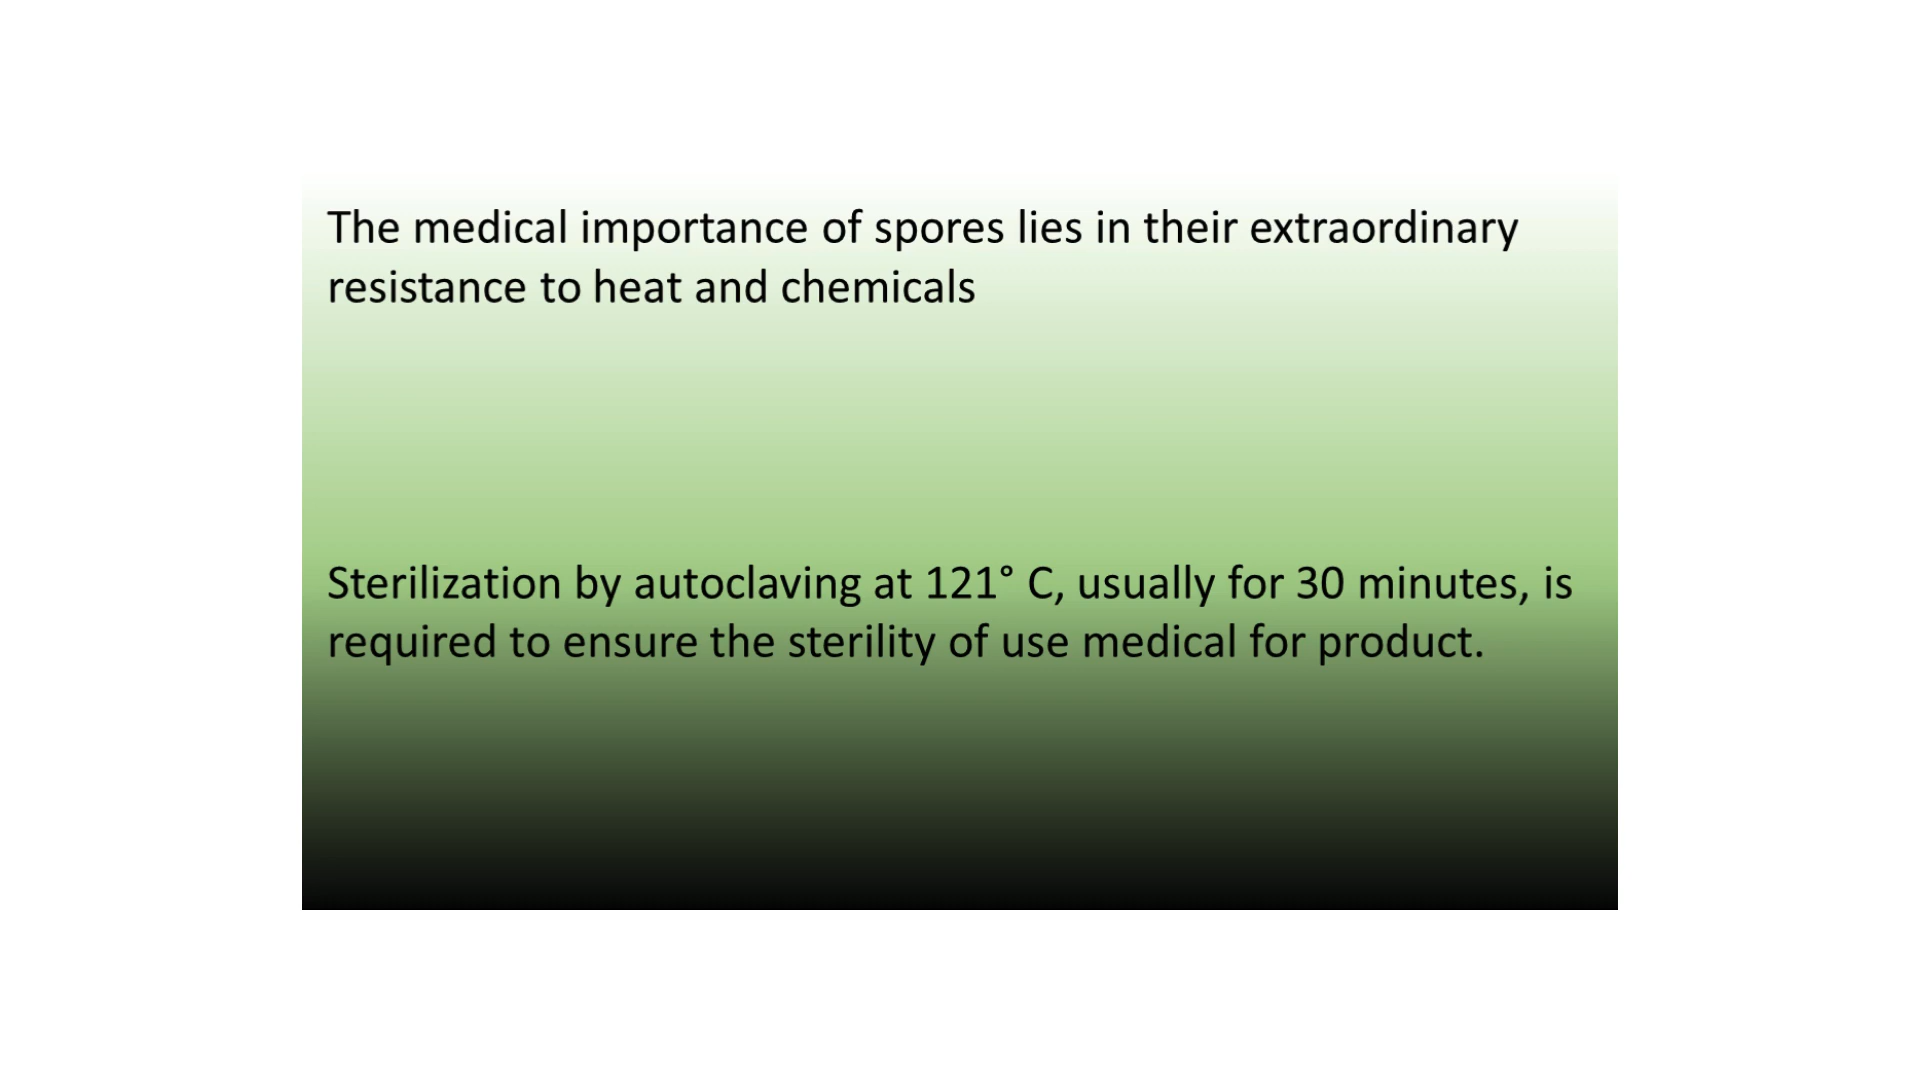 The medical importance of spores lies in their extraordinary
resistance to heat and chemicals
Sterilization by autoclaving at 121° C, usually for 30 minutes, is
required to ensure the sterility of use medical for product.